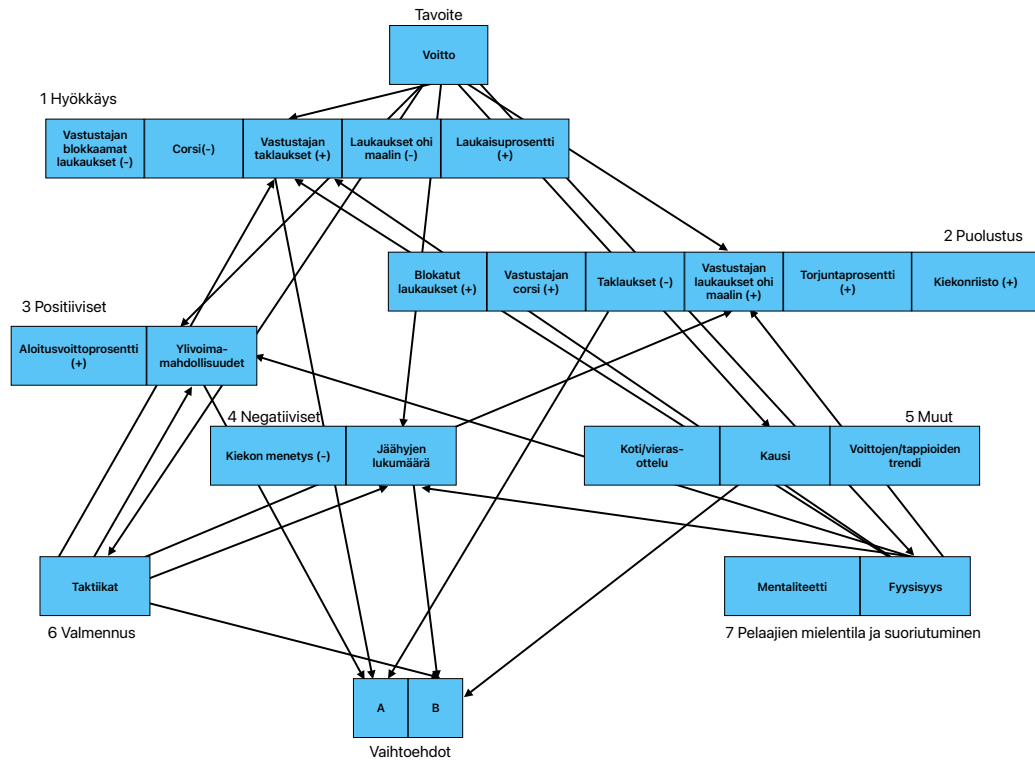 Tavoite
Voitto
1 Hyökkäys
Vastustajan
blokkaamat
laukaukset (-)
Corsi(-)
Vastustajan
taklaukset (+)
Laukaukset ohi
maalin (-)
Laukaisuprosentti
(+)
2 Puolustus
Blokatut
laukaukset (+)
Vastustajan
corsi (+)
Taklaukset (-)
Vastustajan
laukaukset ohi
maalin (+)
Torjuntaprosentti
(+)
Kiekonriisto (+)
3 Positiiviset
Aloitusvoittoprosentti
(+)
Ylivoima-
mahdollisuudet
4 Negatiiviset
Kiekon menetys (-)
Jäähyjen
lukumäärä
5 Muut
Koti/vieras-
ottelu
Kausi
Voittojen/tappioiden
trendi
Taktiikat
6 Valmennus
Mentaliteetti
Fyysisyys
7 Pelaajien mielentila ja suoriutuminen
A
B
Vaihtoehdot